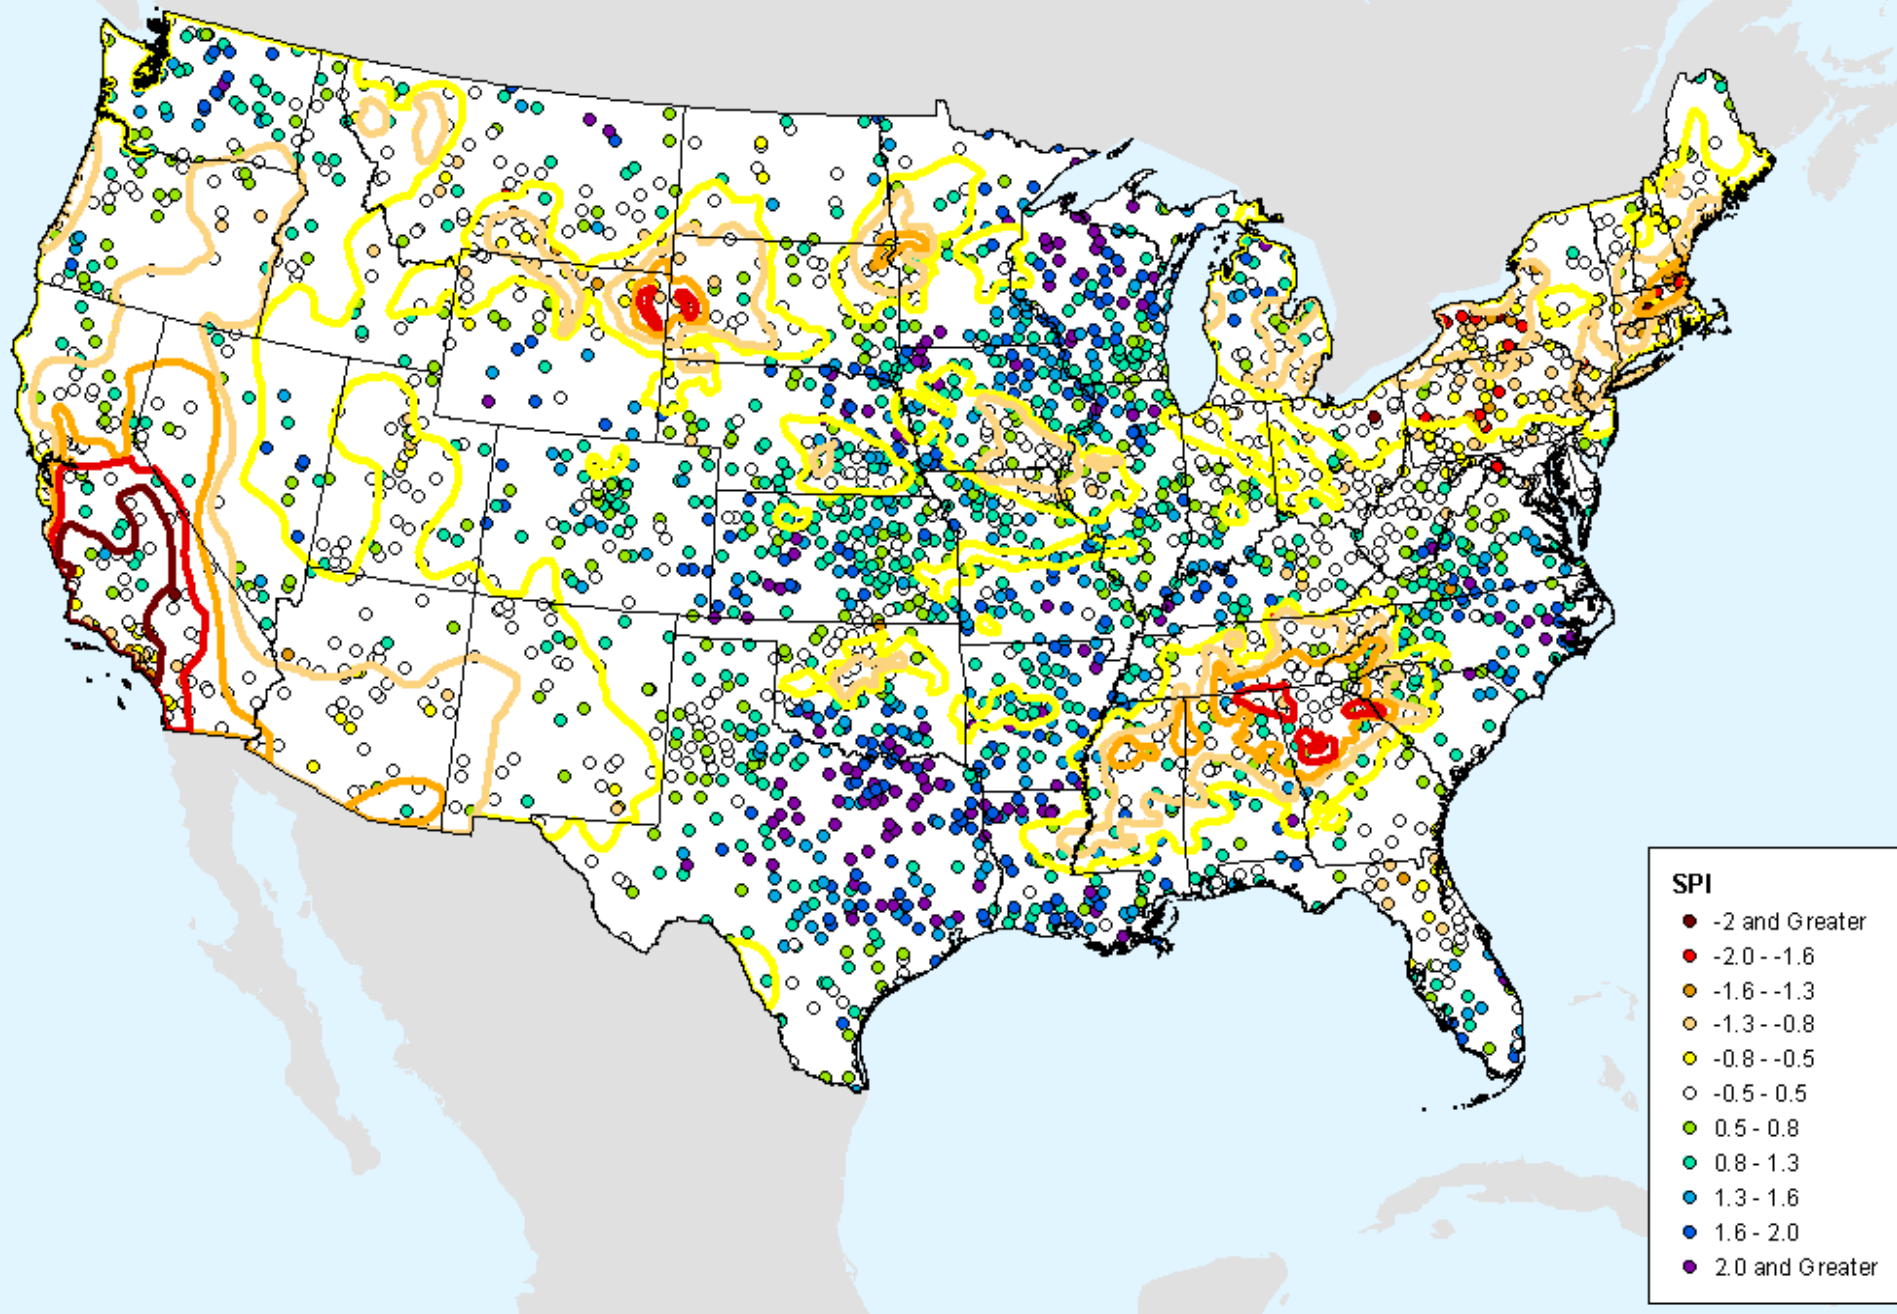 SPI
-2 and Greater
-2.0 - -1.6
-1.6 - -1.3
-1.3 - -0.8
-0.8 - -0.5
-0.5 - 0.5
0.5 - 0.8
0.8 - 1.3
1.3 - 1.6
1.6 - 2.0
2.0 and Greater